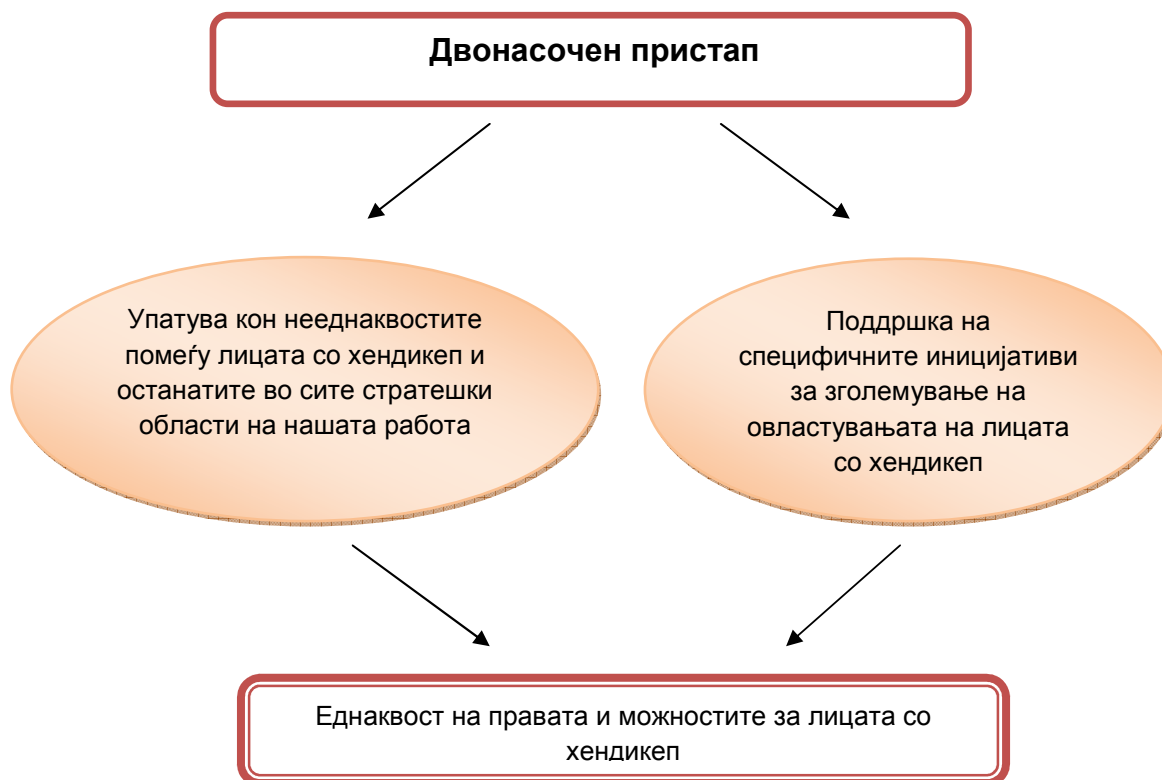 Двонасочен пристап
Упатува кон нееднаквостите
помеѓу лицата со хендикеп и
останатите во сите стратешки
области на нашата работа
Поддршка на
специфичните иницијативи
за зголемување на
овластувањата на лицата
со хендикеп
Еднаквост на правата и можностите за лицата со
хендикеп